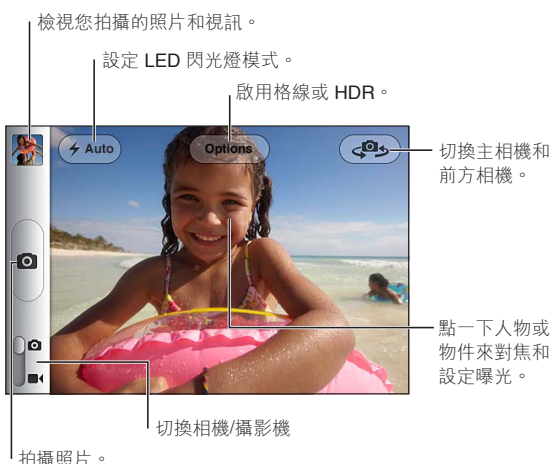 檢視您拍攝的照片和視訊。
設定 LED 閃光燈模式。
啟用格線或 HDR。
Auto
Options
切換主相機和
前方相機。
點一下人物或
物件來對焦和
設定曝光。
切換相機/攝影機
拍攝照片。